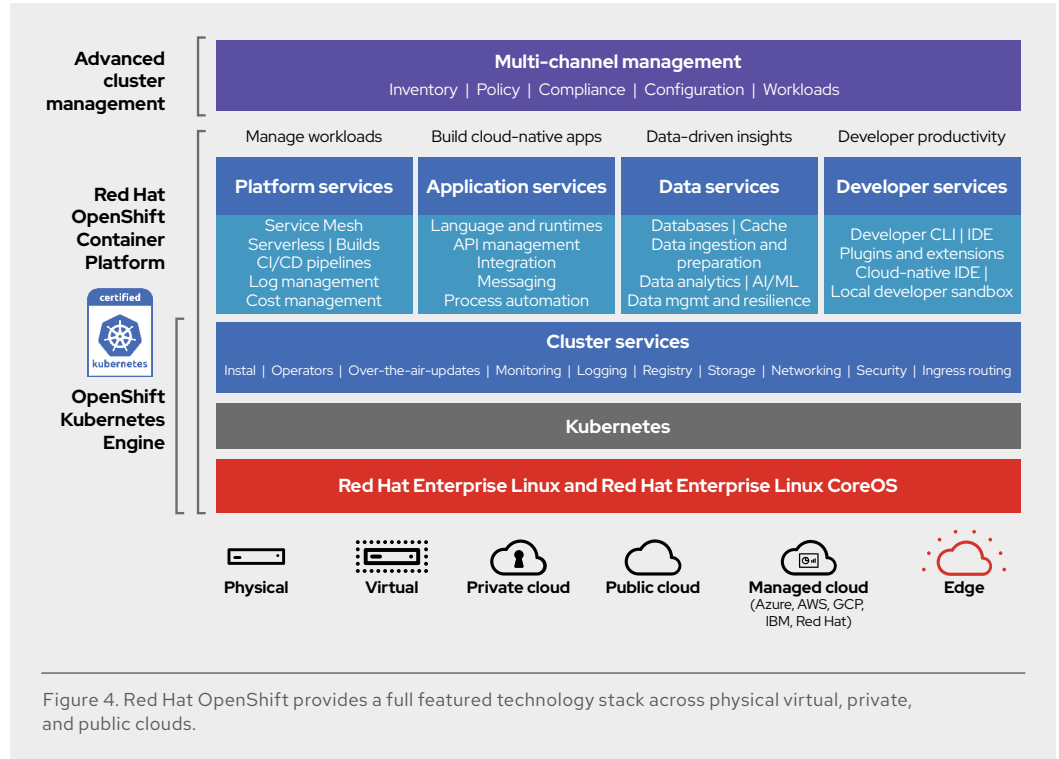 Advanced
cluster
management
Multi-channel management
Inventory | Policy | Compliance | Configuration | Workloads
Red Hat
OpenShift
Container
Platform
Manage workloads
Build cloud-native apps
Data-driven insights
Developer productivity
Platform services
Service Mesh
Serverless | Builds
CI/CD pipelines
Log management
Cost management
Application services
Language and runtimes
API management
Integration
Messaging
Process automation
Data services
Databases | Cache
Data ingestion and
preparation
Data analytics | AI/ML
Data mgmt and resilience
Developer services
Developer CLI | IDE
Plugins and extensions
Cloud-native IDE |
Local developer sandbox
certified
kubernetes
OpenShift
Kubernetes
Engine
Cluster services
Instal | Operators | Over-the-air-updates | Monitoring | Logging | Registry | Storage | Networking | Security | Ingress routing
Kubernetes
Red Hat Enterprise Linux and Red Hat Enterprise Linux CoreOS
Physical
Virtual
Private cloud
Public cloud
Managed cloud
(Azure, AWS, GCP,
IBM, Red Hat)
Edge
Figure 4. Red Hat OpenShift provides a full featured technology stack across physical virtual, private,
and public clouds.